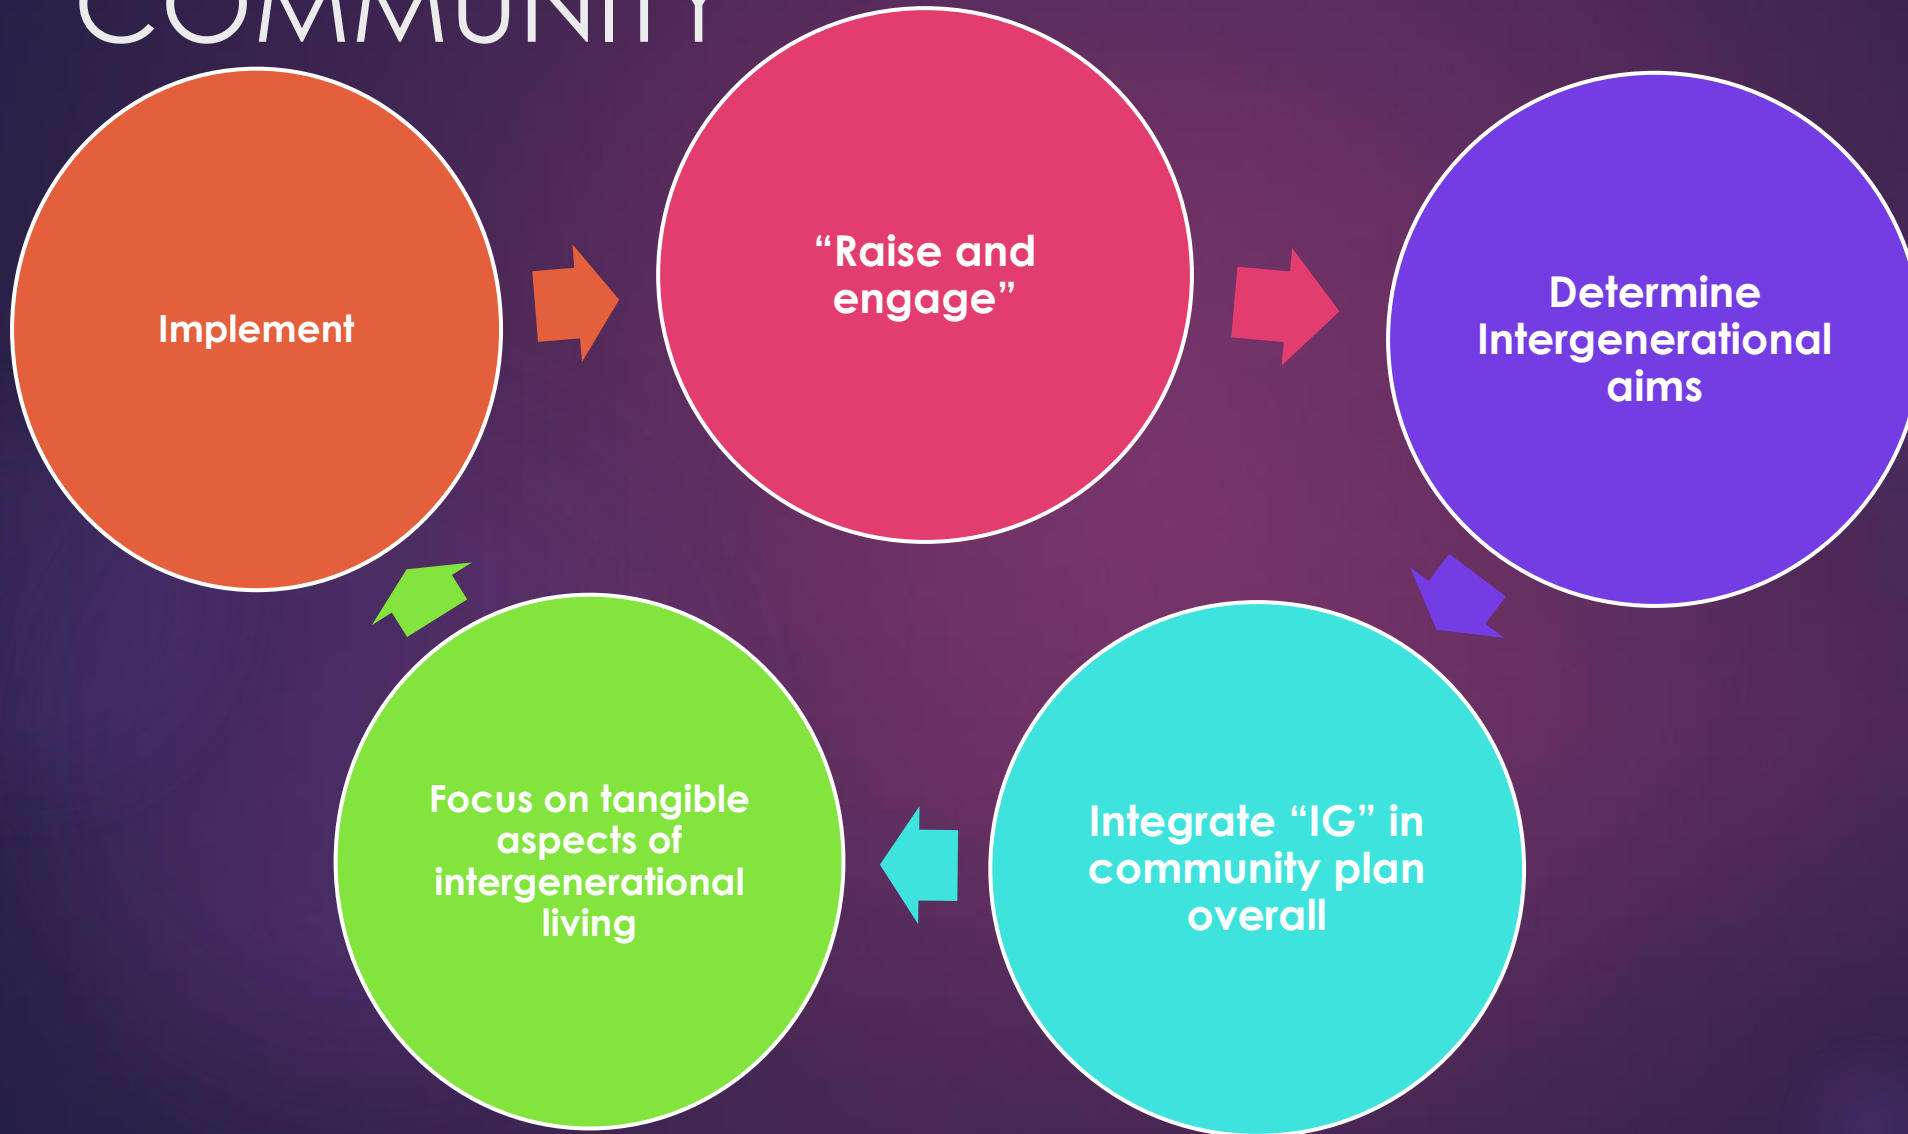 COMMUNITY
Implement
“Raise and
engage”
Determine
Intergenerational
aims
Integrate “IG” in
community plan
overall
Focus on tangible
aspects of
intergenerational
living